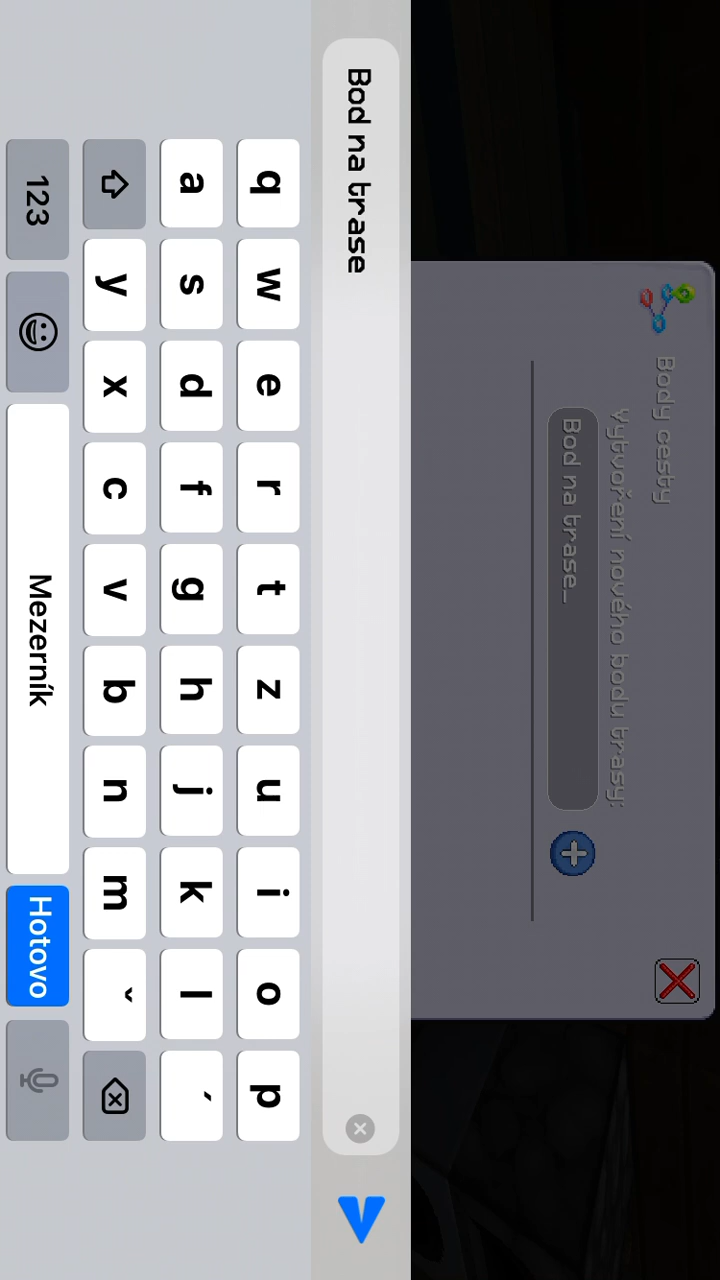 Body cesty
Vytvoření nového bodu trasy:
Bod na trase_
Bod na trase
q w e r t z u i o p
a s d f g h j k l ´
y x c v b n m ˇ
123 Mezerník Hotovo